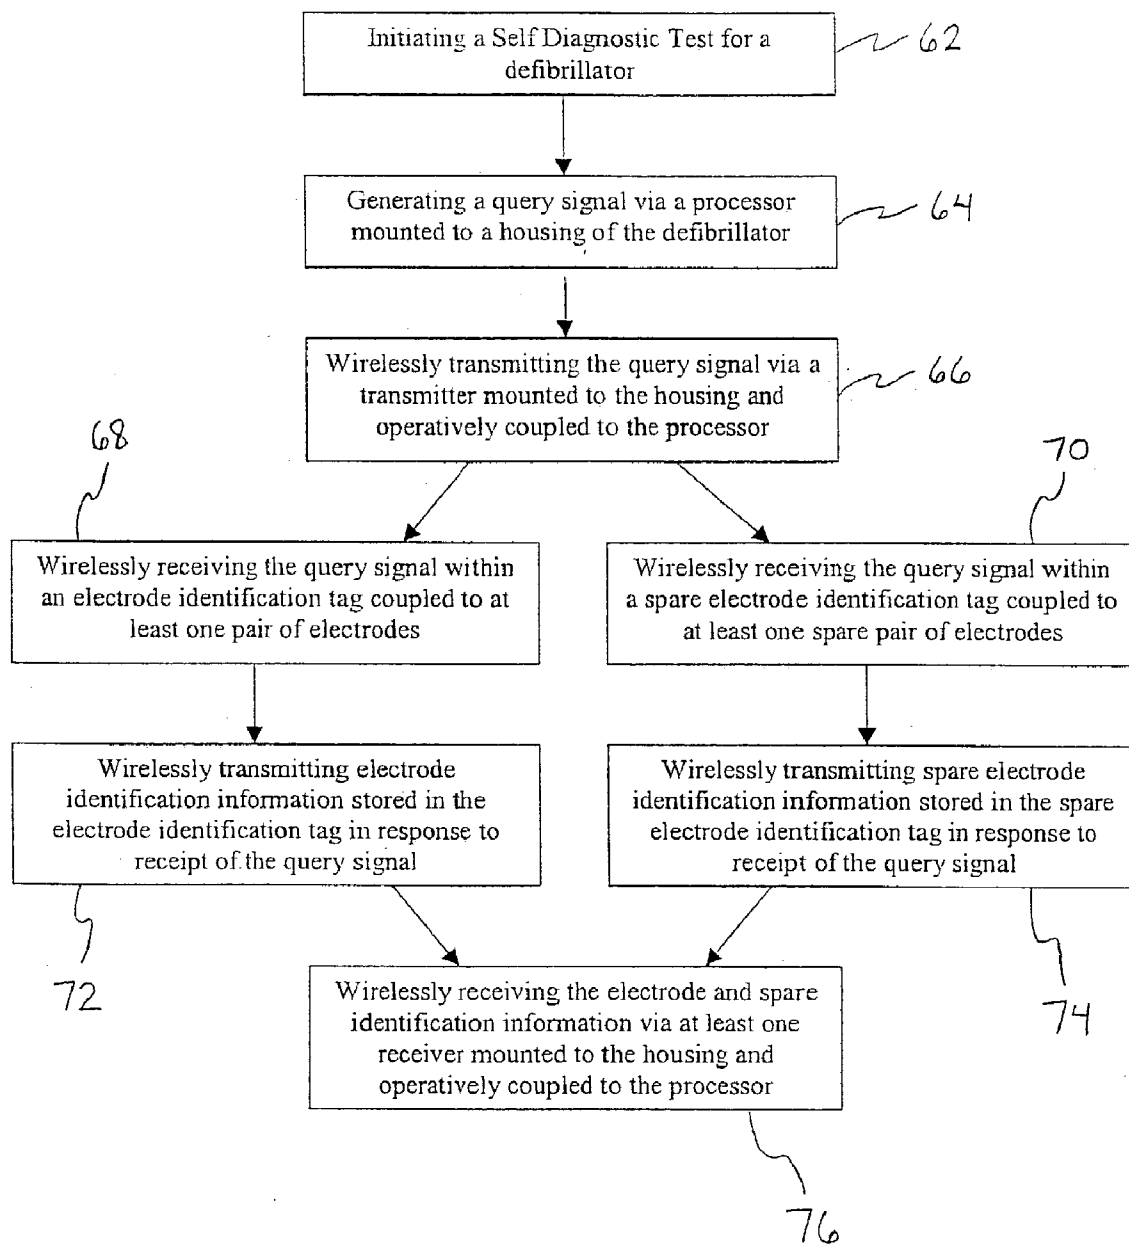 Initiating a Self Diagnostic Test for a
defibrillator
62
Generating a query signal via a processor
mounted to a housing of the defibrillator
64
Wirelessly transmitting the query signal via a
transmitter mounted to the housing and
operatively coupled to the processor
66
68
70
Wirelessly receiving the query signal within
an electrode identification tag coupled to at
least one pair of electrodes
Wirelessly receiving the query signal within
a spare electrode identification tag coupled to
at least one spare pair of electrodes
Wirelessly transmitting electrode
identification information stored in the
electrode identification tag in response to
receipt of the query signal
Wirelessly transmitting spare electrode
identification information stored in the spare
electrode identification tag in response to
receipt of the query signal
72
74
Wirelessly receiving the electrode and spare
identification information via at least one
receiver mounted to the housing and
operatively coupled to the processor
76